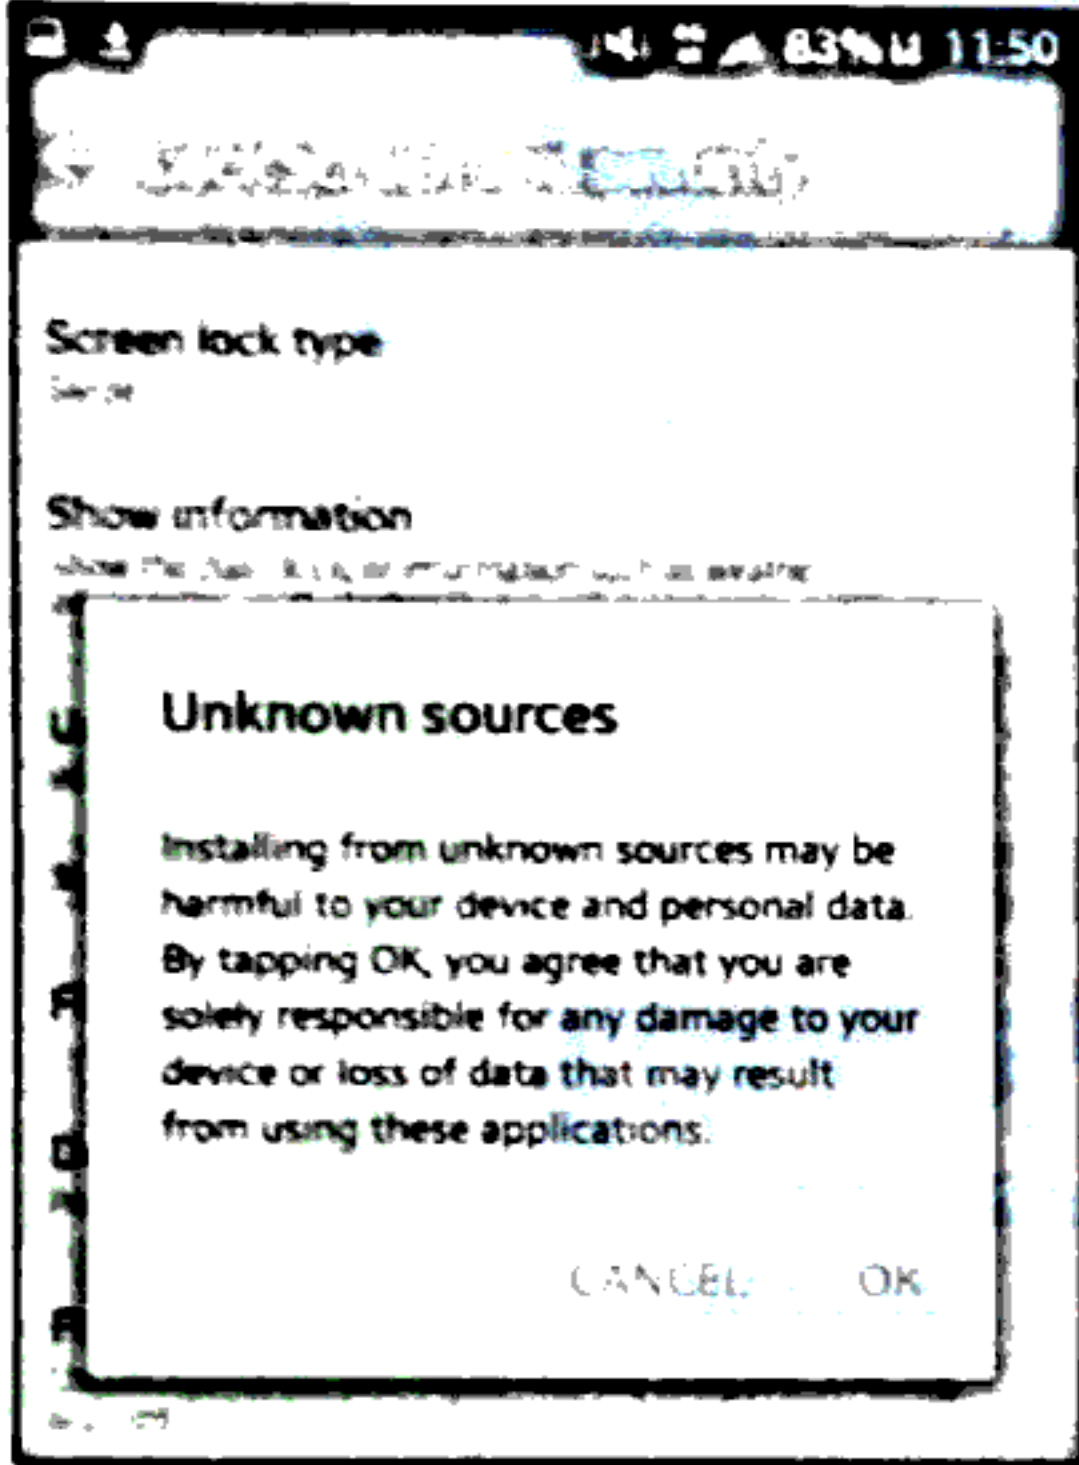 83% 11:50
Screen lock type
Show information
Unknown sources
Installing from unknown sources may be
harmful to your device and personal data.
By tapping OK, you agree that you are
solely responsible for any damage to your
device or loss of data that may result
from using these applications.
CANCEL OK